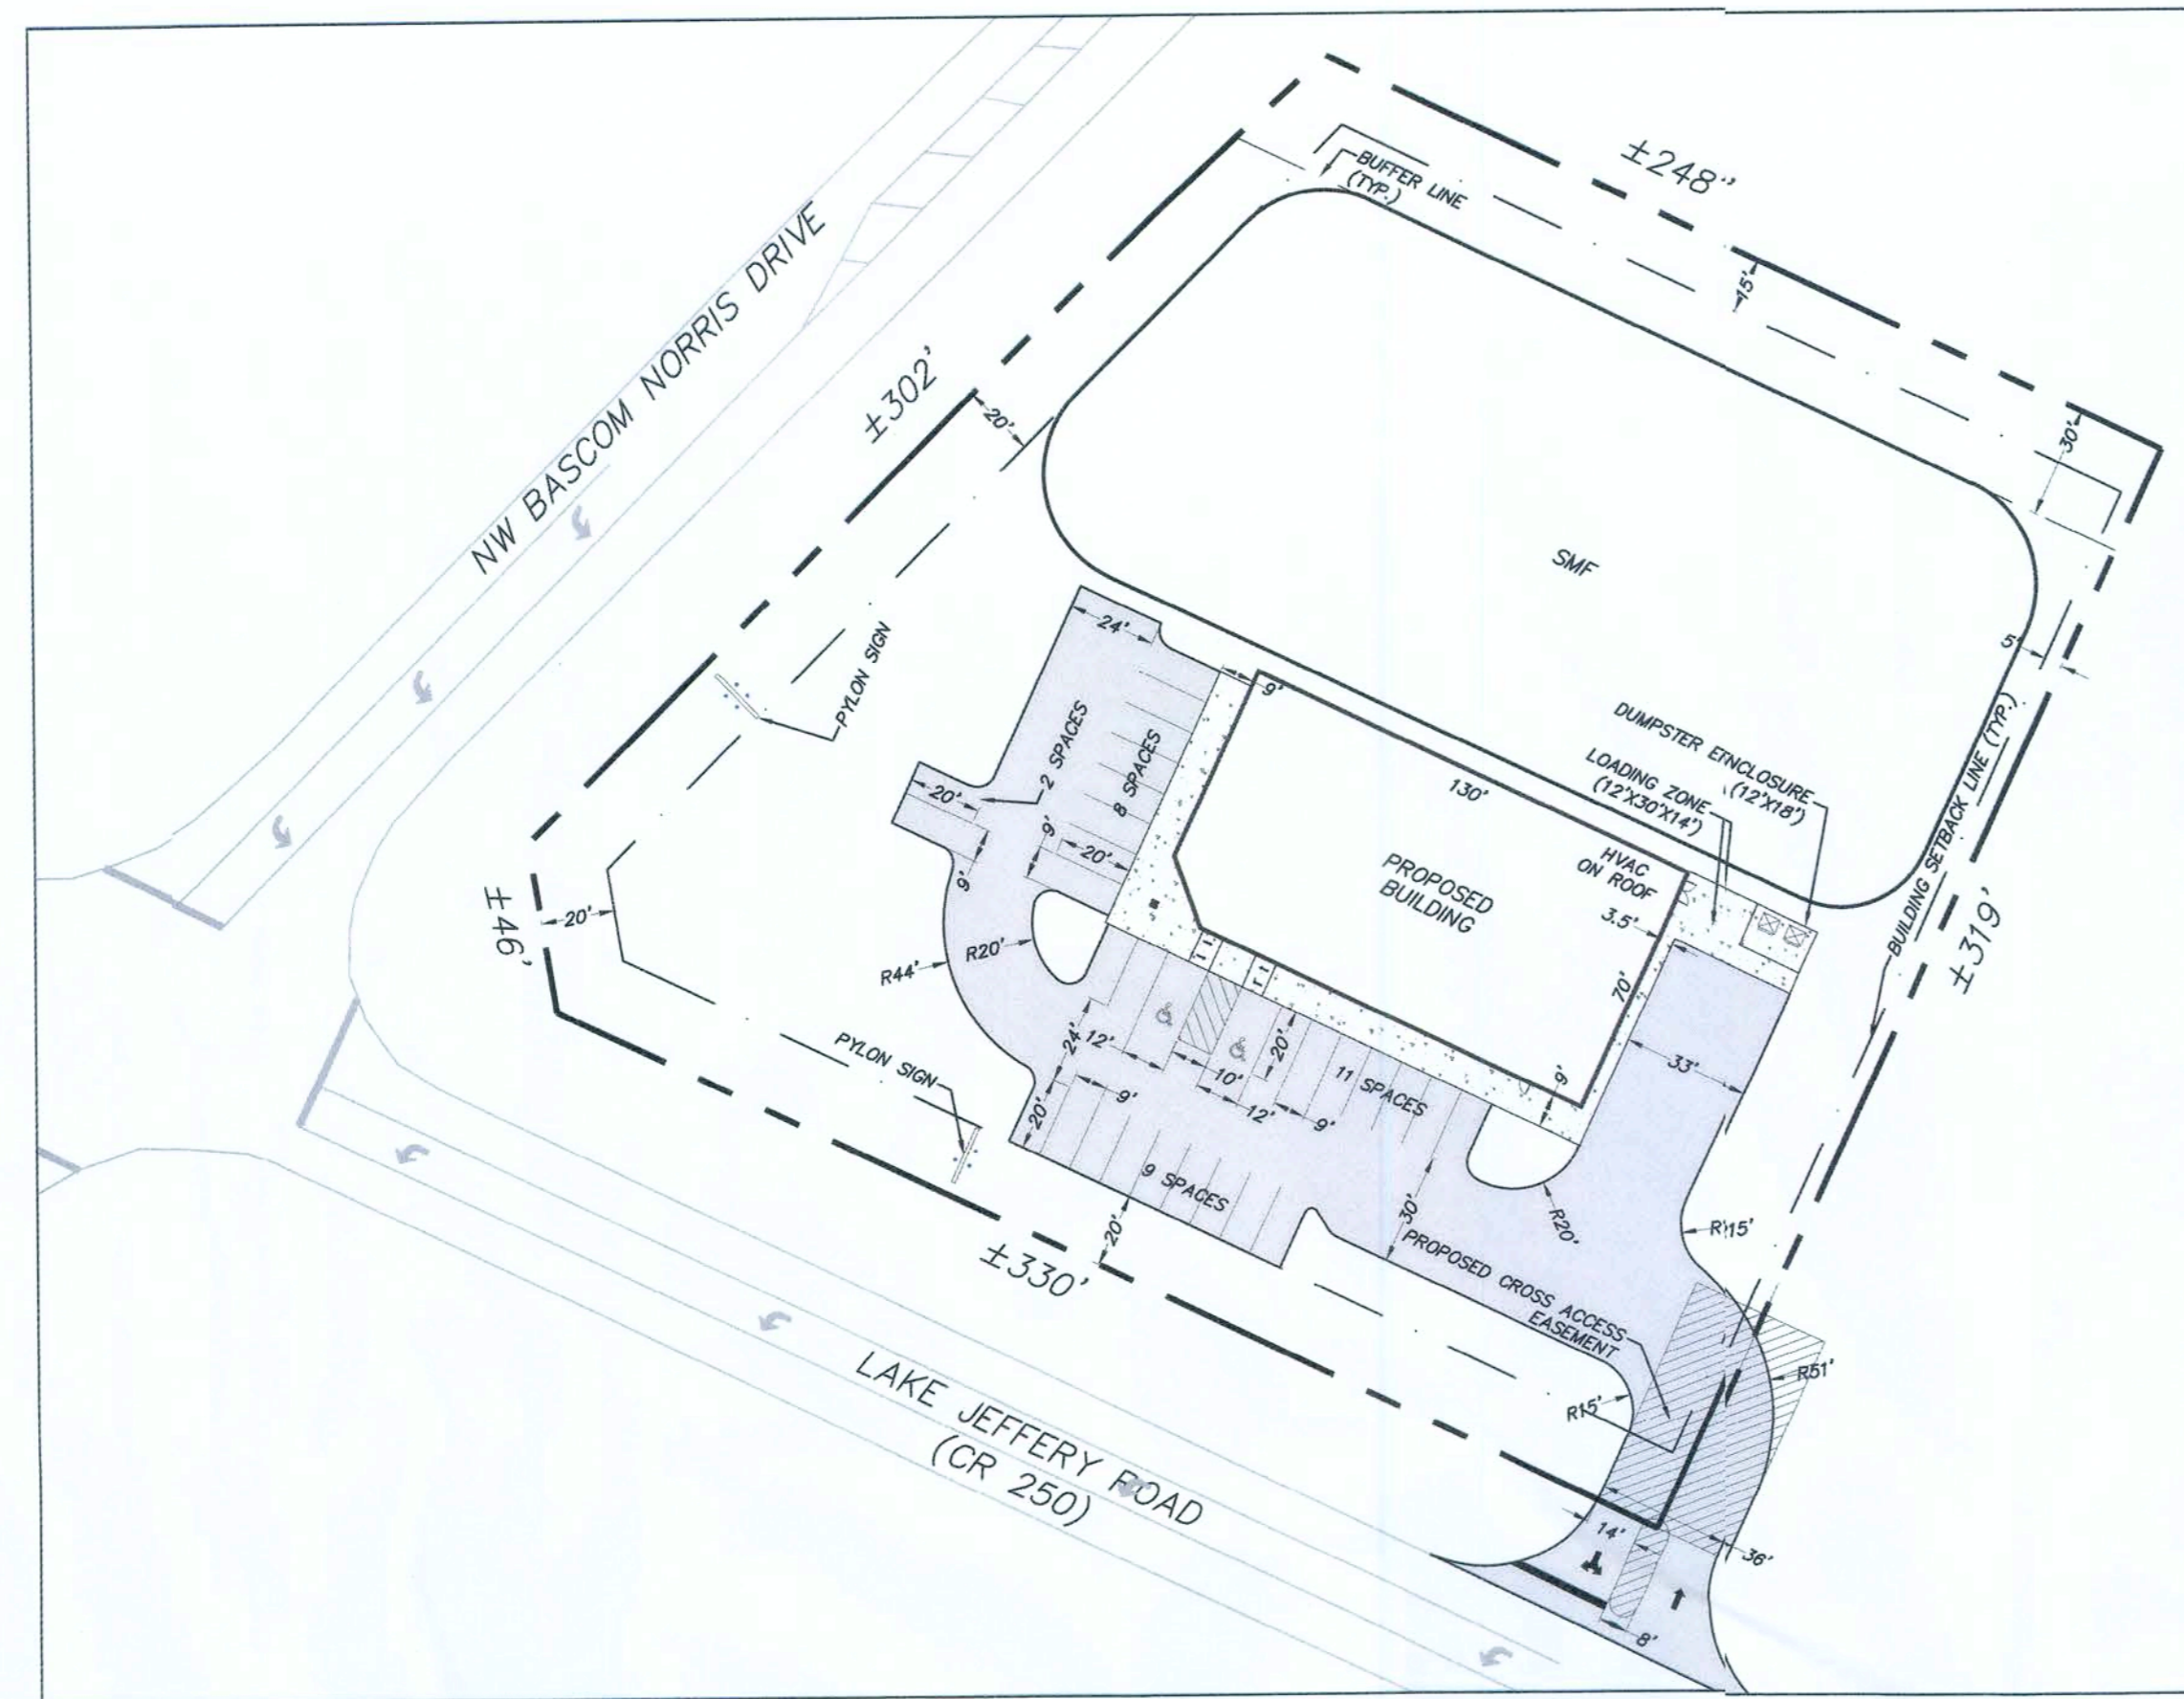 ±248"
BUFFER LINE
(TYP.)
15'
NW BASCOM NORRIS DRIVE
±302'
20'
30'
SMF
5'
24'
PYLON SIGN
9'
2 SPACES
8 SPACES
20'
9'
20'
9'
130'
DUMPSTER ENCLOSURE
(12'X18')
LOADING ZONE
(12'X30'X14')
HVAC
ON ROOF
PROPOSED
BUILDING
3.5'
70'
BUILDING SETBACK LINE (TYP.)
±319'
±46'
20'
R44'
R20'
PYLON SIGN
24'
12'
10'
12'
20'
9'
11 SPACES
9'
33'
20'
9'
9 SPACES
20'
30'
R20'
R15'
±330'
PROPOSED CROSS ACCESS
EASEMENT
R51'
R15'
LAKE JEFFERY ROAD
(CR 250)
14'
36'
8'